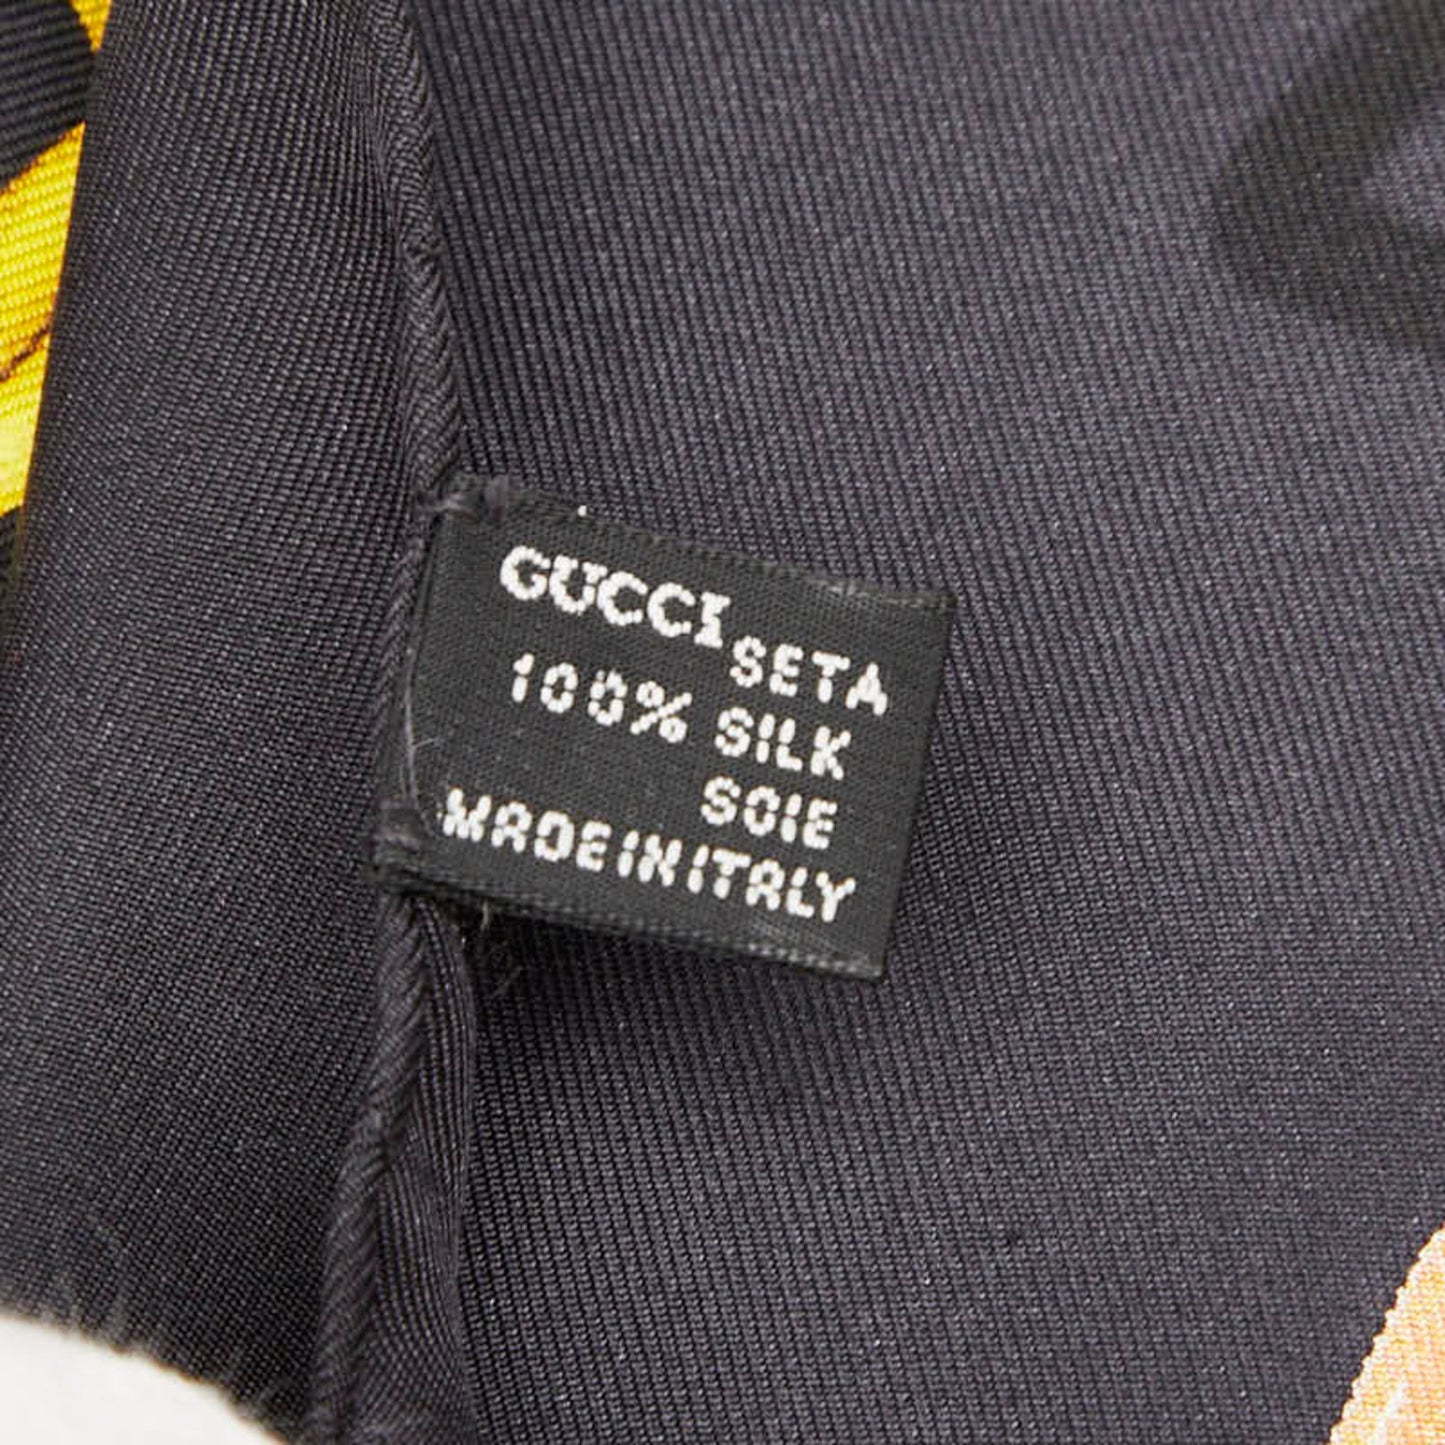 GUCCI SETA
100% SILK
SOIE
MADE IN ITALY